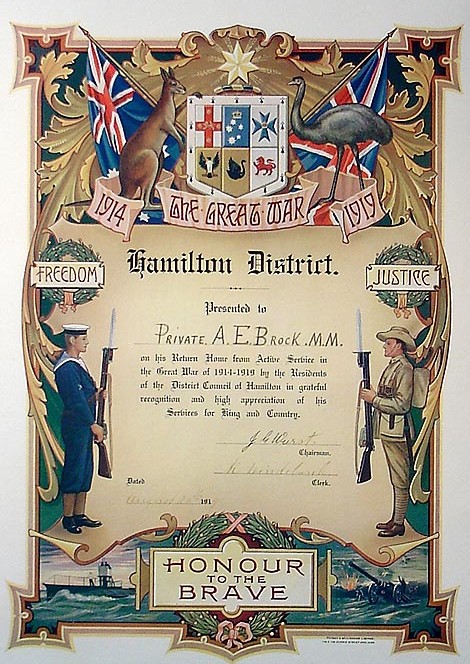 1914 THE GREAT WAR 1919
Hamilton District.
FREEDOM
JUSTICE
Presented to
PRIVATE. A. E. BROCK. M.M.
on his Return Home from Active Service in
the Great War of 1914-1919 by the Residents
of the District Council of Hamilton in grateful
recognition and high appreciation of his
Services for King and Country.
Chairman.
Clerk.
Dated
191
HONOUR
TO THE
BRAVE